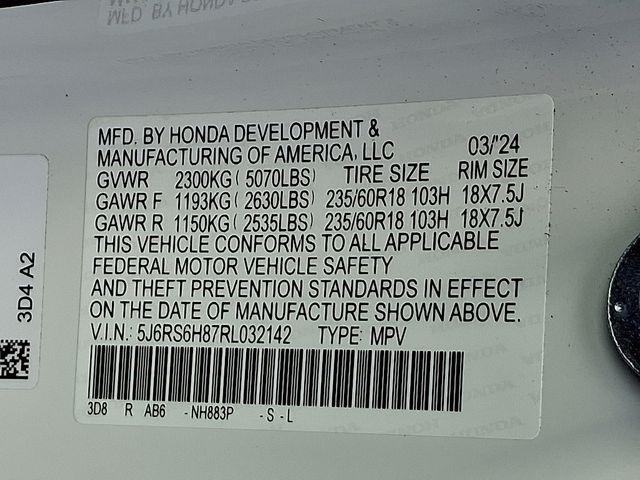 MFD. BY HONDA DEVELOPMENT &
MANUFACTURING OF AMERICA, LLC 03/'24
GVWR 2300KG ( 5070LBS) TIRE SIZE RIM SIZE
GAWR F 1193KG ( 2630LBS) 235/60R18 103H 18X7.5J
GAWR R 1150KG ( 2535LBS) 235/60R18 103H 18X7.5J
THIS VEHICLE CONFORMS TO ALL APPLICABLE
FEDERAL MOTOR VEHICLE SAFETY
AND THEFT PREVENTION STANDARDS IN EFFECT
ON THE DATE OF MANUFACTURE SHOWN ABOVE.
V.I.N.: 5J6RS6H87RL032142 TYPE: MPV
3D8 R AB6 -NH883P -S-L
3D4 A2